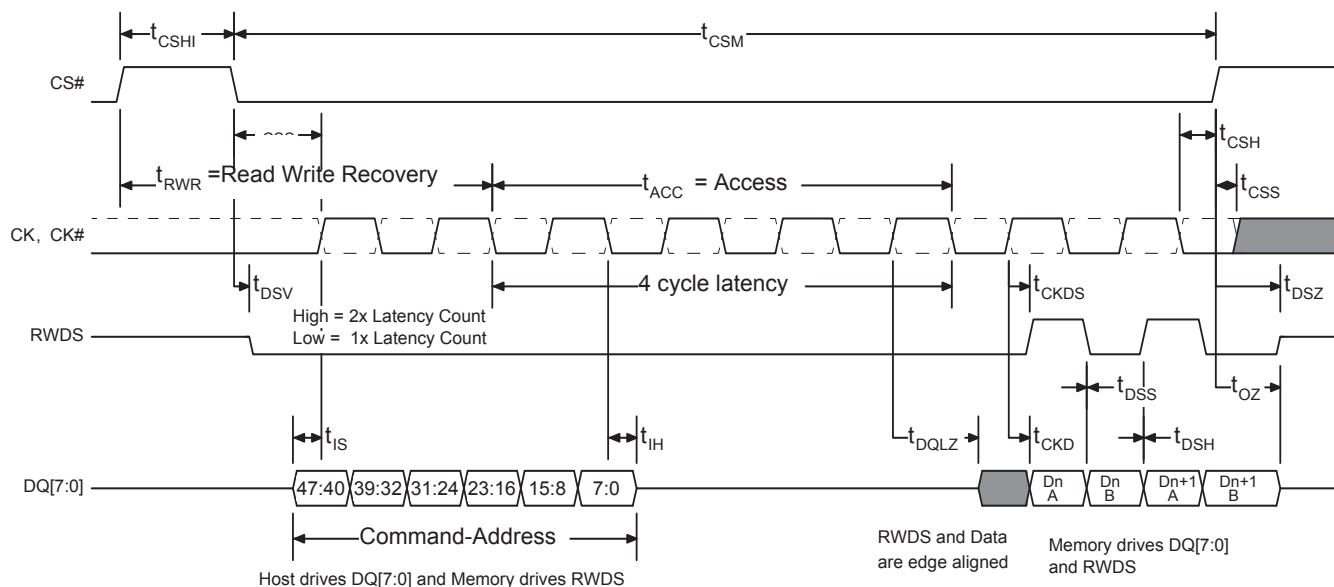 tCSHI
tCSM
CS#
tCSH
tRWR =Read Write Recovery
tACC = Access
tCSS
CK, CK#
tDSV
4 cycle latency
tCKDS
tDSZ
High = 2x Latency Count
Low = 1x Latency Count
RWDS
tDSS
tOZ
tIS
tIH
tDQLZ
tCKD
tDSH
DQ[7:0]
47:40 39:32 31:24 23:16 15:8 7:0
Dn A
Dn B
Dn+1 A
Dn+1 B
Command-Address
RWDS and Data
are edge aligned
Memory drives DQ[7:0]
and RWDS
Host drives DQ[7:0] and Memory drives RWDS